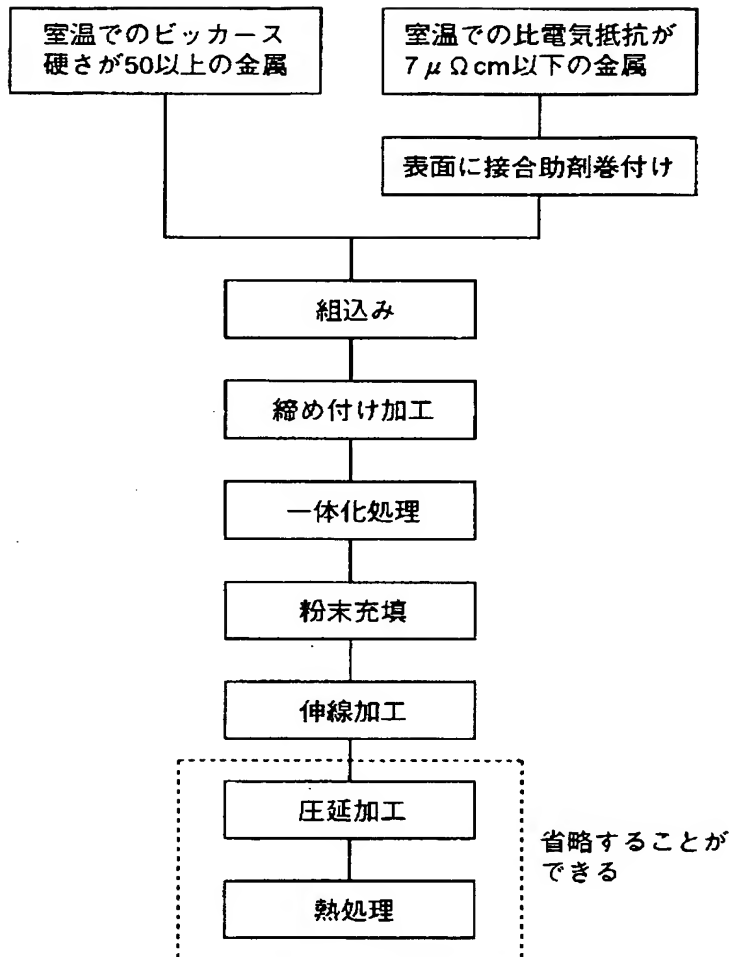 室温でのビッカース
硬さが50以上の金属
室温での比電気抵抗が
7μΩcm以下の金属
表面に接合助剤巻付け
組込み
締め付け加工
一体化処理
粉末充填
伸線加工
圧延加工
省略することが
できる
熱処理